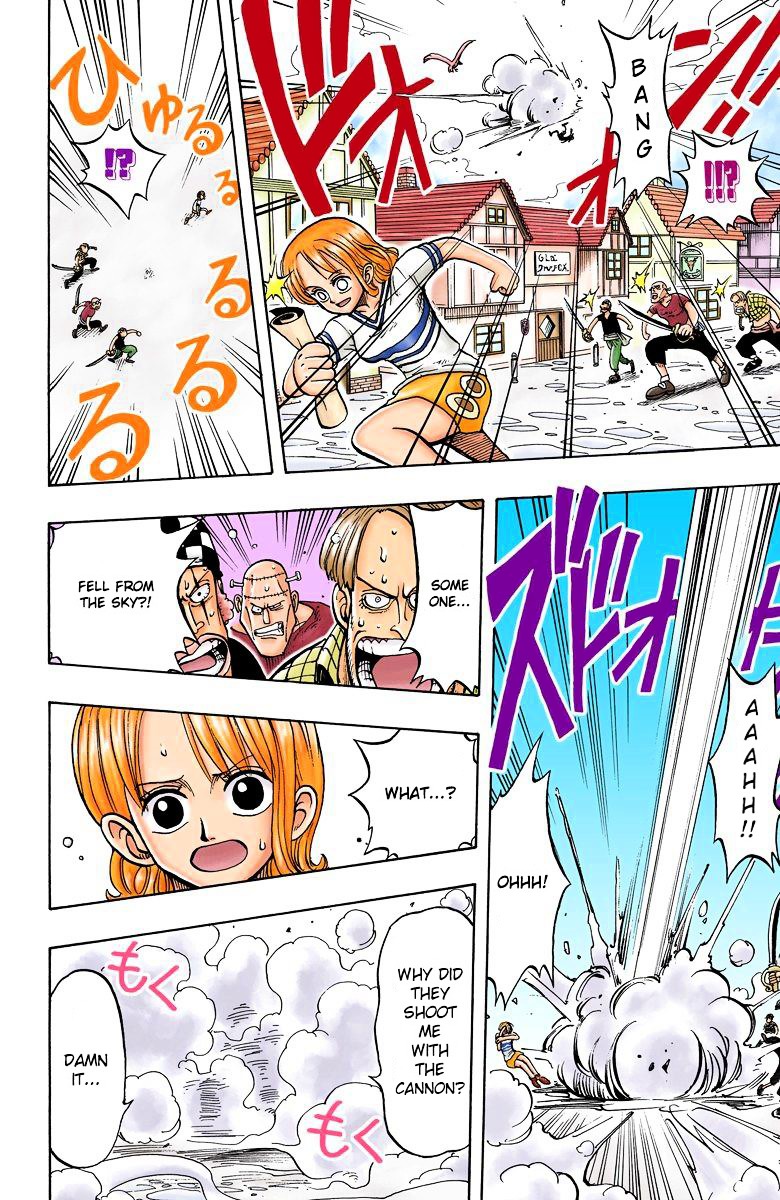 ドオオン!!
BANG
!!?
ひゅるるるるる
!?
ズドオ
AAAHH!!
OHHH!
SOME
ONE...
FELL FROM
THE SKY?!
WHAT...?
WHY DID
THEY
SHOOT
ME
WITH
THE
CANNON?
もく
もく
DAMN
IT...